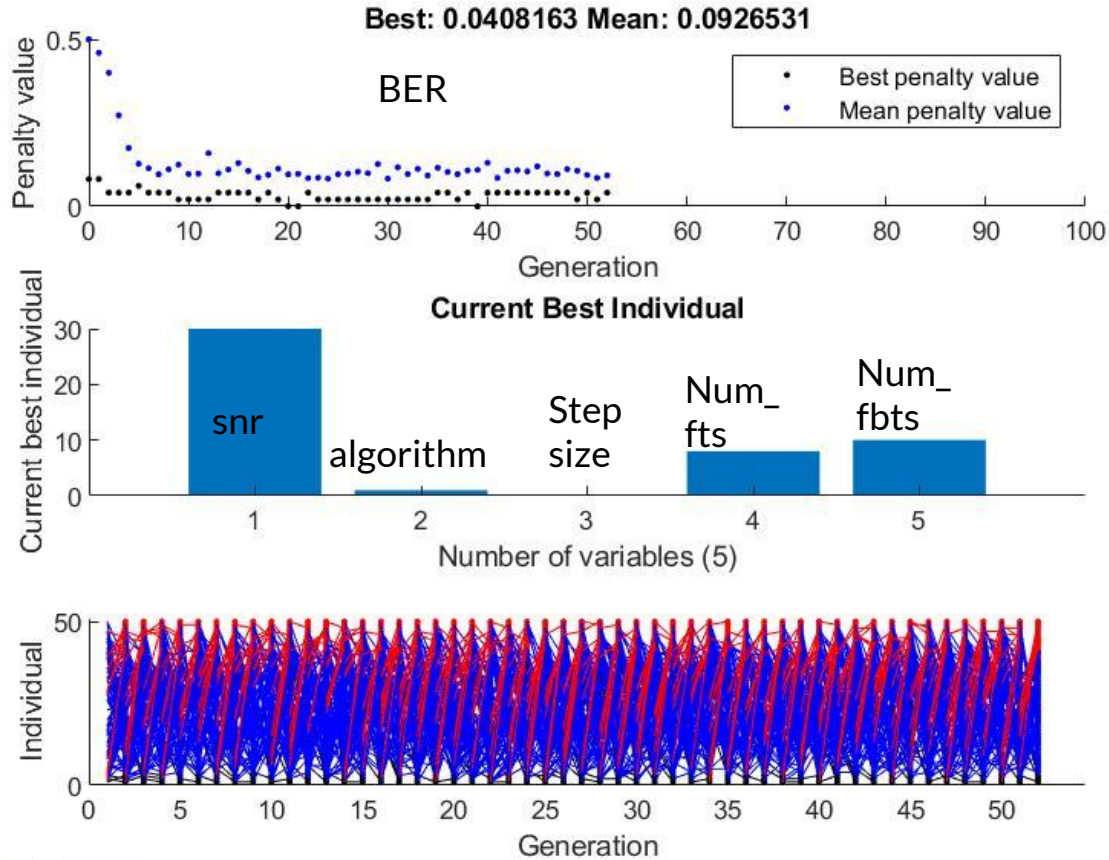 Best: 0.0408163 Mean: 0.0926531
0.5
0
Penalty value
BER
Best penalty value
Mean penalty value
0 10 20 30 40 50 60 70 80 90 100
Generation
Current Best Individual
30
20
10
0
Current best individual
snr
algorithm
Step
size
Num_
fts
Num_
fbts
1 2 3 4 5
Number of variables (5)
50
0
Individual
0 5 10 15 20 25 30 35 40 45 50
Generation